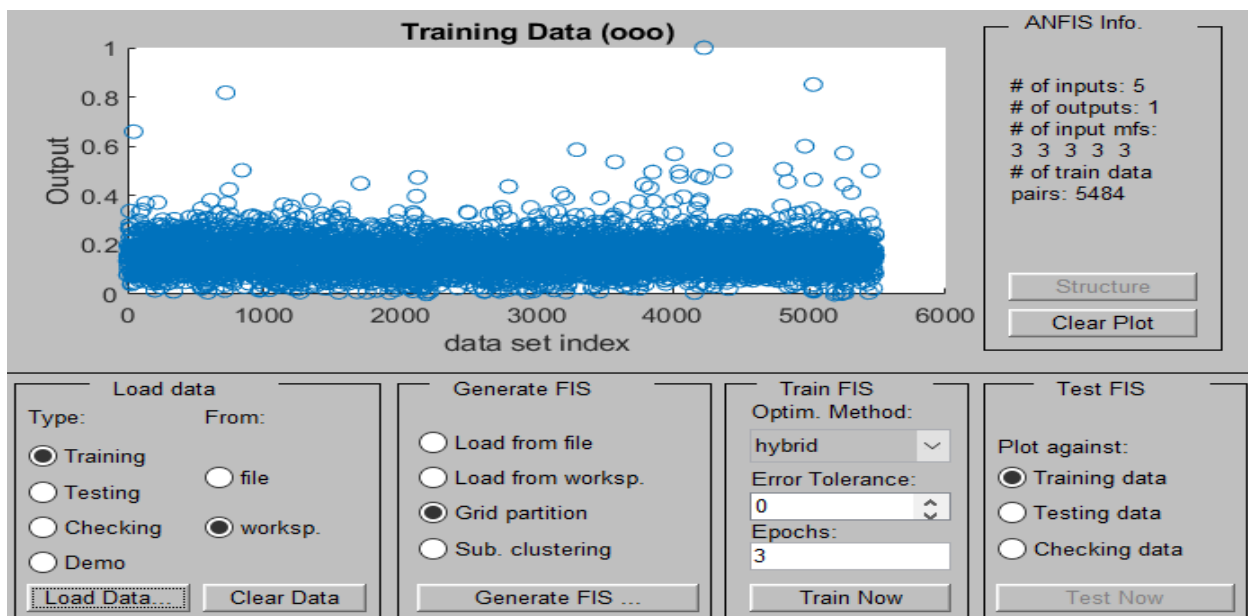 Training Data (ooo)
1
0.8
0.6
0.4
0.2
0
Output
0 1000 2000 3000 4000 5000 6000
data set index
ANFIS Info.
# of inputs: 5
# of outputs: 1
# of input mfs:
3 3 3 3 3
# of train data
pairs: 5484
Structure
Clear Plot
Load data
Type: From:
Training
Testing
Checking
Demo
file
worksp.
Load Data... Clear Data
Generate FIS
Load from file
Load from worksp.
Grid partition
Sub. clustering
Generate FIS ...
Train FIS
Optim. Method:
hybrid
Error Tolerance:
0
Epochs:
3
Train Now
Test FIS
Plot against:
Training data
Testing data
Checking data
Test Now